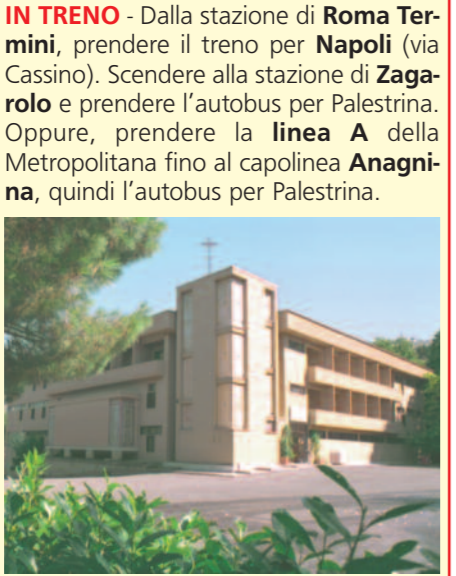 IN TRENO - Dalla stazione di Roma Ter-
mini, prendere il treno per Napoli (via
Cassino). Scendere alla stazione di Zaga-
rolo e prendere l’autobus per Palestrina.
Oppure, prendere la linea A della
Metropolitana fino al capolinea Anagni-
na, quindi l’autobus per Palestrina.